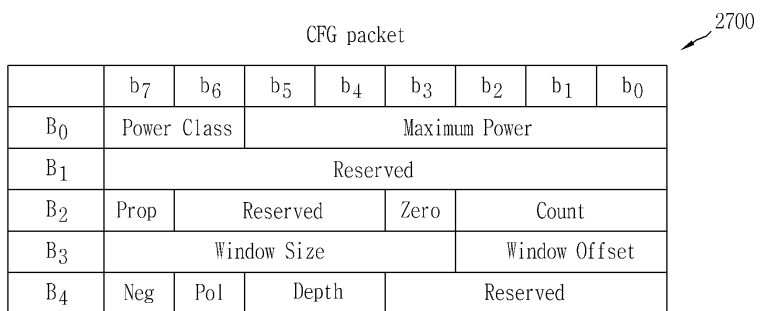 CFG packet
2700
b7 b6 b5 b4 b3 b2 b1 b0
B0 Power Class Maximum Power
B1 Reserved
B2 Prop Reserved Zero Count
B3 Window Size Window Offset
B4 Neg Pol Depth Reserved